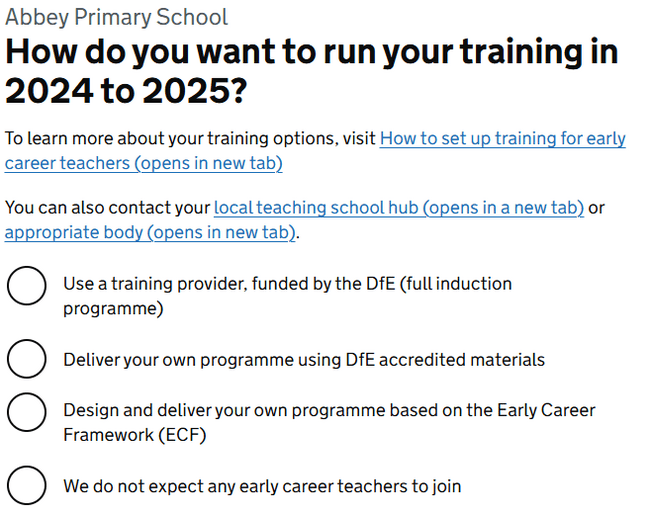 Abbey Primary School
How do you want to run your training in
2024 to 2025?
To learn more about your training options, visit How to set up training for early
career teachers (opens in new tab)
You can also contact your local teaching school hub (opens in a new tab) or
appropriate body (opens in new tab).
Use a training provider, funded by the DfE (full induction
programme)
Deliver your own programme using DfE accredited materials
Design and deliver your own programme based on the Early Career
Framework (ECF)
We do not expect any early career teachers to join